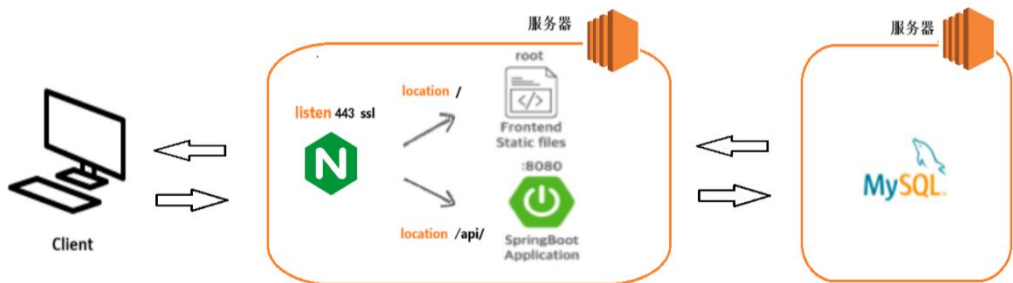 服务器
服务器
root
location /
listen 443 ssl
</>
Frontend
Static files
:8080
MySQL
location /api/
SpringBoot
Application
Client